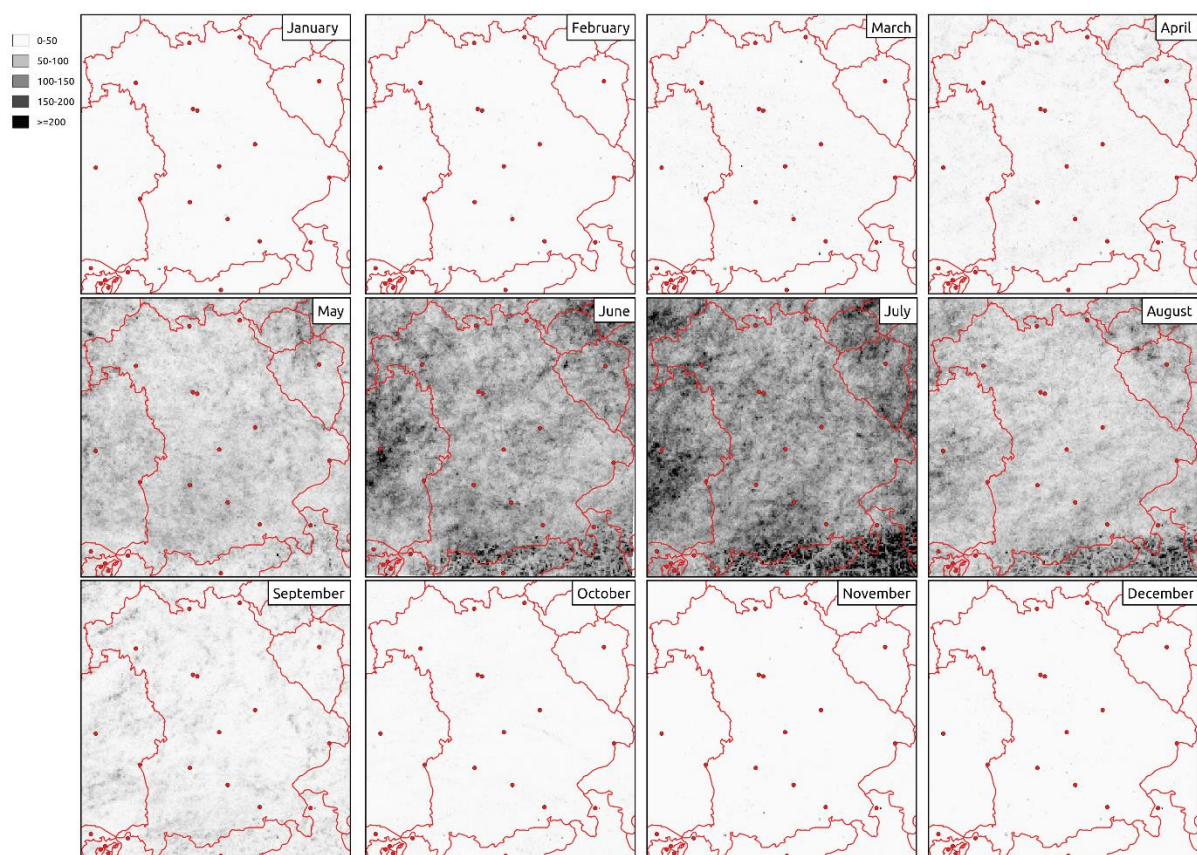 January
February
March
April
0-50
50-100
100-150
150-200
>=200
May
June
July
August
September
October
November
December